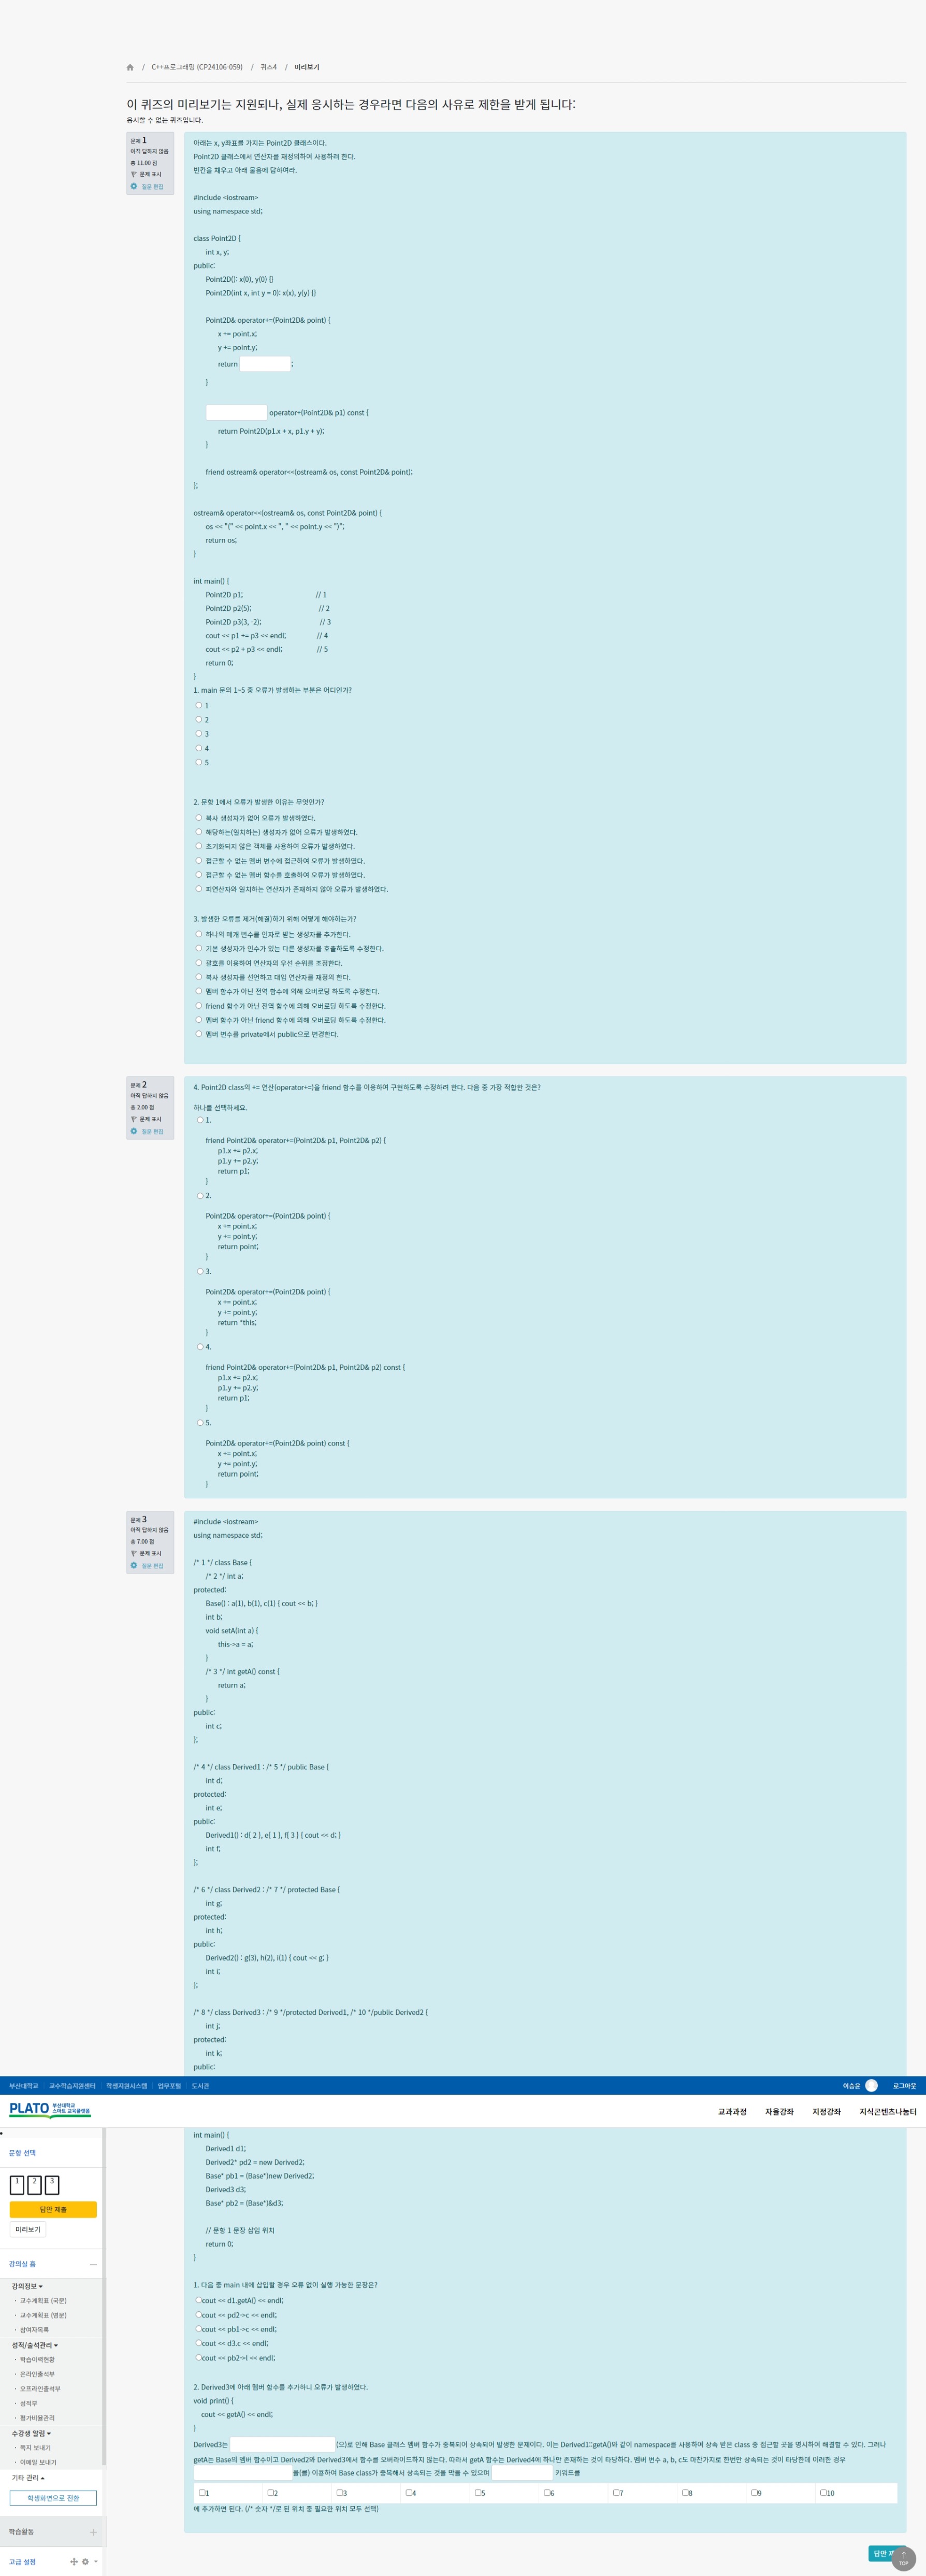 / C++프로그래밍 (CP24106-059) / 퀴즈4 / 미리보기
이 퀴즈의 미리보기는 지원되나, 실제 응시하는 경우라면 다음의 사유로 제한을 받게 됩니다:
응시할 수 없는 퀴즈입니다.
문제 1
아직 답하지 않음
총 11.00 점
문제 표시
질문 편집
아래는 x, y좌표를 가지는 Point2D 클래스이다.
Point2D 클래스에서 연산자를 재정의하여 사용하려 한다.
빈칸을 채우고 아래 물음에 답하여라.
#include <iostream>
using namespace std;
class Point2D {
int x, y;
public:
Point2D(): x(0), y(0) {}
Point2D(int x, int y = 0): x(x), y(y) {}
Point2D& operator+=(Point2D& point) {
x += point.x;
y += point.y;
return ;
}
operator+(Point2D& p1) const {
return Point2D(p1.x + x, p1.y + y);
}
friend ostream& operator<<(ostream& os, const Point2D& point);
};
ostream& operator<<(ostream& os, const Point2D& point) {
os << "(" << point.x << ", " << point.y << ")";
return os;
}
int main() {
Point2D p1; // 1
Point2D p2(5); // 2
Point2D p3(3, -2); // 3
cout << p1 += p3 << endl; // 4
cout << p2 + p3 << endl; // 5
return 0;
}
1. main 문의 1~5 중 오류가 발생하는 부분은 어디인가?
1
2
3
4
5
2. 문항 1에서 오류가 발생한 이유는 무엇인가?
복사 생성자가 없어 오류가 발생하였다.
해당하는(일치하는) 생성자가 없어 오류가 발생하였다.
초기화되지 않은 객체를 사용하여 오류가 발생하였다.
접근할 수 없는 멤버 변수에 접근하여 오류가 발생하였다.
접근할 수 없는 멤버 함수를 호출하여 오류가 발생하였다.
피연산자와 일치하는 연산자가 존재하지 않아 오류가 발생하였다.
3. 발생한 오류를 제거(해결)하기 위해 어떻게 해야하는가?
하나의 매개 변수를 인자로 받는 생성자를 추가한다.
기본 생성자가 인수가 있는 다른 생성자를 호출하도록 수정한다.
괄호를 이용하여 연산자의 우선 순위를 조정한다.
복사 생성자를 선언하고 대입 연산자를 재정의 한다.
멤버 함수가 아닌 전역 함수에 의해 오버로딩 하도록 수정한다.
friend 함수가 아닌 전역 함수에 의해 오버로딩 하도록 수정한다.
멤버 함수가 아닌 friend 함수에 의해 오버로딩 하도록 수정한다.
멤버 변수를 private에서 public으로 변경한다.
문제 2
아직 답하지 않음
총 2.00 점
문제 표시
질문 편집
4. Point2D class의 += 연산(operator+=)을 friend 함수를 이용하여 구현하도록 수정하려 한다. 다음 중 가장 적합한 것은?
하나를 선택하세요.
1.
friend Point2D& operator+=(Point2D& p1, Point2D& p2) {
p1.x += p2.x;
p1.y += p2.y;
return p1;
}
2.
Point2D& operator+=(Point2D& point) {
x += point.x;
y += point.y;
return point;
}
3.
Point2D& operator+=(Point2D& point) {
x += point.x;
y += point.y;
return *this;
}
4.
friend Point2D& operator+=(Point2D& p1, Point2D& p2) const {
p1.x += p2.x;
p1.y += p2.y;
return p1;
}
5.
Point2D& operator+=(Point2D& point) const {
x += point.x;
y += point.y;
return point;
}
문제 3
아직 답하지 않음
총 7.00 점
문제 표시
질문 편집
#include <iostream>
using namespace std;
/* 1 */ class Base {
/* 2 */ int a;
protected:
Base() : a(1), b(1), c(1) { cout << b; }
int b;
void setA(int a) {
this->a = a;
}
/* 3 */ int getA() const {
return a;
}
public:
int c;
};
/* 4 */ class Derived1 : /* 5 */ public Base {
int d;
protected:
int e;
public:
Derived1() : d{ 2 }, e{ 1 }, f{ 3 } { cout << d; }
int f;
};
/* 6 */ class Derived2 : /* 7 */ protected Base {
int g;
protected:
int h;
public:
Derived2() : g(3), h(2), i(1) { cout << g; }
int i;
};
/* 8 */ class Derived3 : /* 9 */protected Derived1, /* 10 */public Derived2 {
int j;
protected:
int k;
public:
부산대학교 교수학습지원센터 학생지원시스템 업무포탈 도서관 이승윤 로그아웃
PLATO 부산대학교 스마트 교육플랫폼 교과과정 자율강좌 지정강좌 지식콘텐츠나눔터
int main() {
Derived1 d1;
Derived2* pd2 = new Derived2;
Base* pb1 = (Base*)new Derived2;
Derived3 d3;
Base* pb2 = (Base*)&d3;
// 문항 1 문장 삽입 위치
return 0;
}
1. 다음 중 main 내에 삽입할 경우 오류 없이 실행 가능한 문장은?
cout << d1.getA() << endl;
cout << pd2->c << endl;
cout << pb1->c << endl;
cout << d3.c << endl;
cout << pb2->l << endl;
2. Derived3에 아래 멤버 함수를 추가하니 오류가 발생하였다.
void print() {
cout << getA() << endl;
}
Derived3는 (으)로 인해 Base 클래스 멤버 함수가 중복되어 상속되어 발생한 문제이다. 이는 Derived1::getA()와 같이 namespace를 사용하여 상속 받은 class 중 접근할 곳을 명시하여 해결할 수 있다. 그러나
getA는 Base의 멤버 함수이고 Derived2와 Derived3에서 함수를 오버라이드하지 않는다. 따라서 getA 함수는 Derived4에 하나만 존재하는 것이 타당하다. 멤버 변수 a, b, c도 마찬가지로 한번만 상속되는 것이 타당한데 이러한 경우
을(를) 이용하여 Base class가 중복해서 상속되는 것을 막을 수 있으며 키워드를
1 2 3 4 5 6 7 8 9 10
에 추가하면 된다. (/* 숫자 */로 된 위치 중 필요한 위치 모두 선택)
답안 제
TOP
문항 선택
1 2 3
답안 제출
미리보기
강의실 홈
강의정보
교수계획표 (국문)
교수계획표 (영문)
참여자목록
성적/출석관리
학습이력현황
온라인출석부
오프라인출석부
성적부
평가비율관리
수강생 알림
쪽지 보내기
이메일 보내기
기타 관리
학생화면으로 전환
학습활동
고급 설정